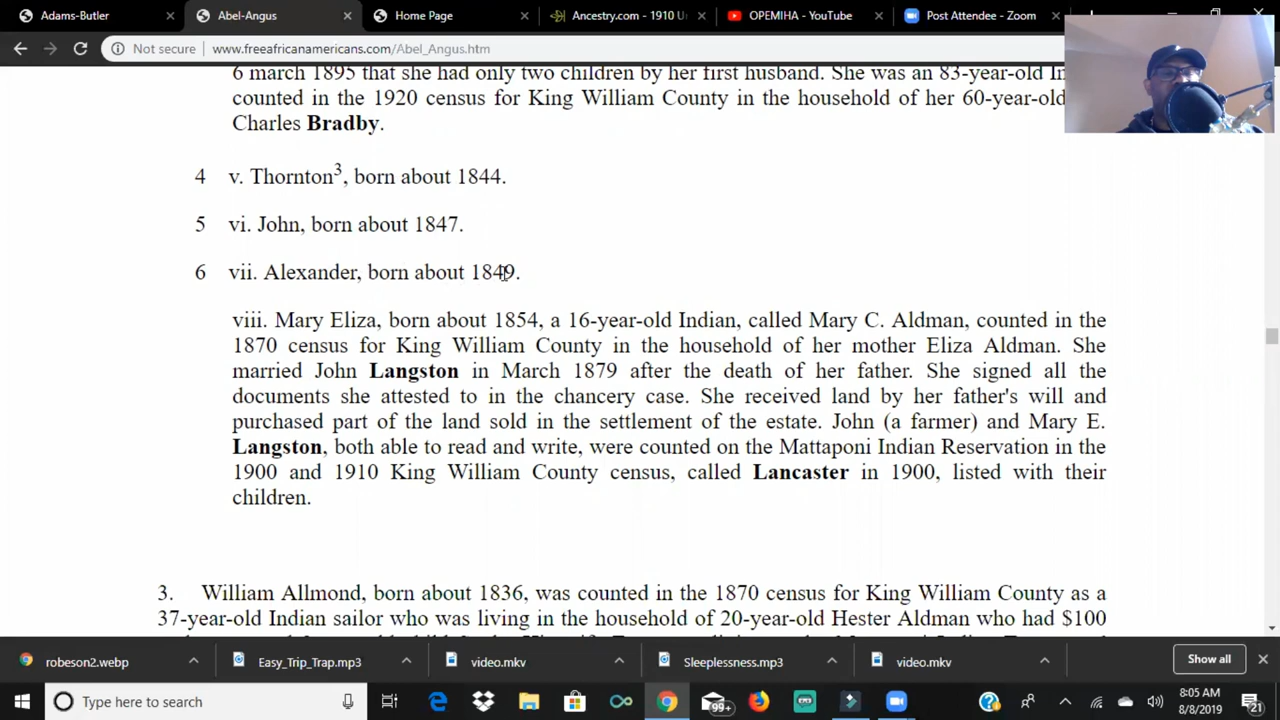 Adams-Butler
Abel-Angus
Home Page
Ancestry.com - 1910 U
OPEMIHA - YouTube
Post Attendee - Zoom
Not secure
www.freeafricanamericans.com/Abel_Angus.htm
6 march 1895 that she had only two children by her first husband. She was an 83-year-old
counted in the 1920 census for King William County in the household of her 60-year-old
Charles Bradby.
4 v. Thornton3, born about 1844.
5 vi. John, born about 1847.
6 vii. Alexander, born about 1849.
viii. Mary Eliza, born about 1854, a 16-year-old Indian, called Mary C. Aldman, counted in the
1870 census for King William County in the household of her mother Eliza Aldman. She
married John Langston in March 1879 after the death of her father. She signed all the
documents she attested to in the chancery case. She received land by her father's will and
purchased part of the land sold in the settlement of the estate. John (a farmer) and Mary E.
Langston, both able to read and write, were counted on the Mattaponi Indian Reservation in the
1900 and 1910 King William County census, called Lancaster in 1900, listed with their
children.
3. William Allmond, born about 1836, was counted in the 1870 census for King William County as a
37-year-old Indian sailor who was living in the household of 20-year-old Hester Aldman who had $100
robeson2.webp
Easy_Trip_Trap.mp3
video.mkv
Sleeplessness.mp3
video.mkv
Show all
Type here to search
99+
8:05 AM
8/8/2019
21